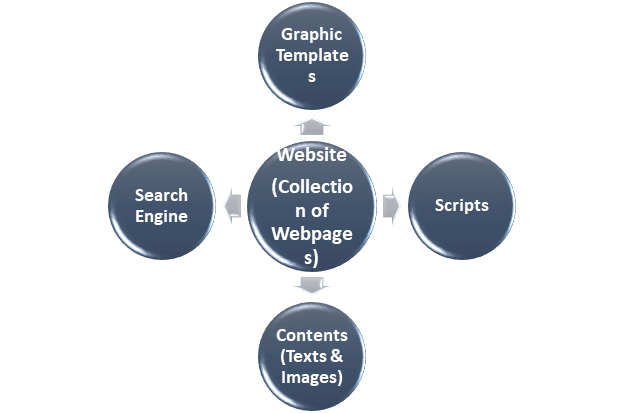 Graphic
Template
s
Website
(Collectio
n of
Webpage
s)
Search
Engine
Scripts
Contents
(Texts &
Images)